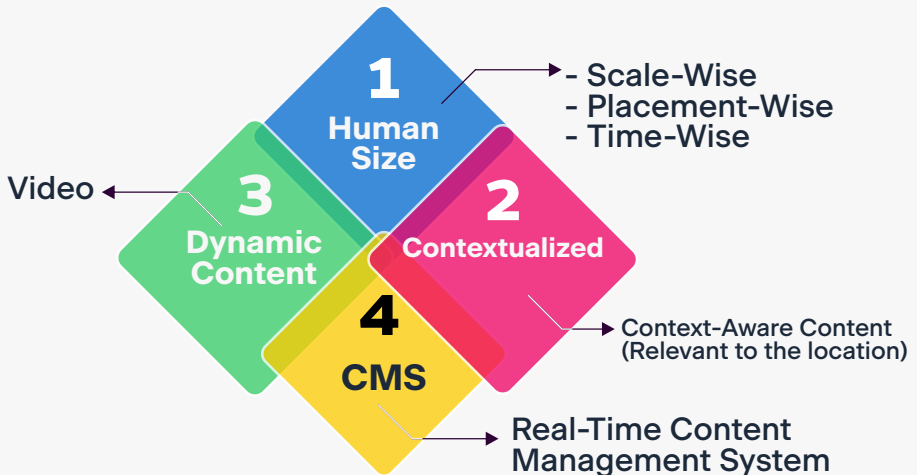 1
Human
Size
- Scale-Wise
- Placement-Wise
- Time-Wise
2
Contextualized
Context-Aware Content
(Relevant to the location)
3
Dynamic
Content
Video
4
CMS
Real-Time Content
Management System